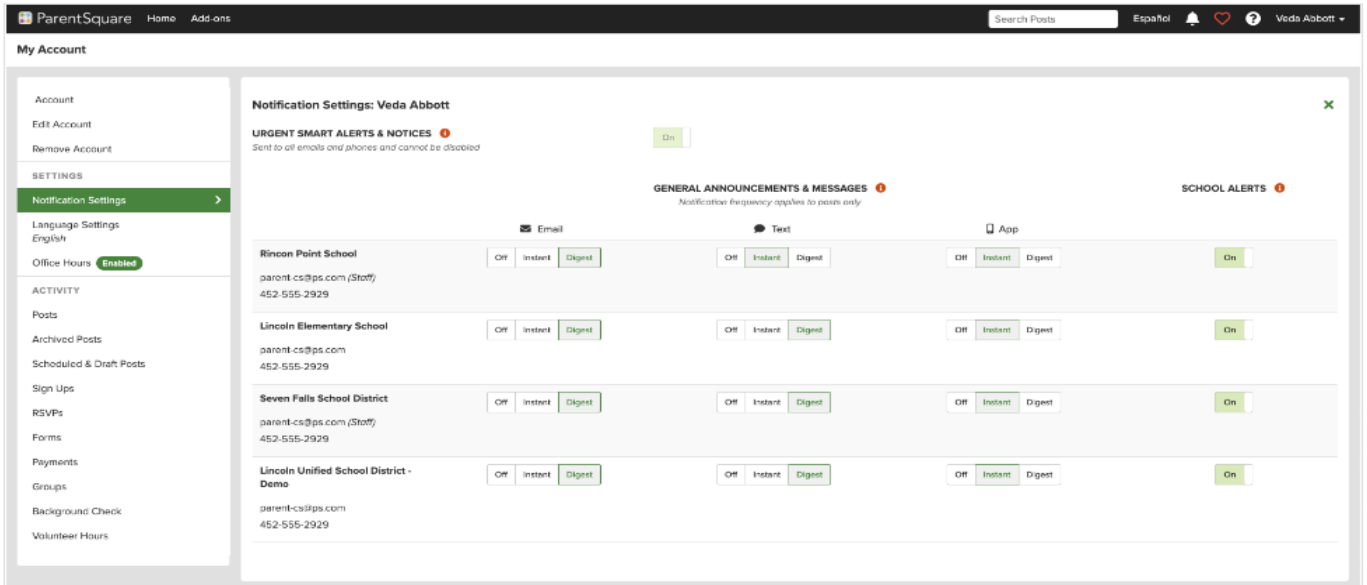 ParentSquare Home Add-ons Search Posts Español Veda Abbott
My Account
Account
Edit Account
Remove Account
SETTINGS
Notification Settings
Language Settings
English
Office Hours Enabled
ACTIVITY
Posts
Archived Posts
Scheduled & Draft Posts
Sign Ups
RSVPs
Forms
Payments
Groups
Background Check
Volunteer Hours
Notification Settings: Veda Abbott
URGENT SMART ALERTS & NOTICES
Sent to all emails and phones and cannot be disabled
On
GENERAL ANNOUNCEMENTS & MESSAGES SCHOOL ALERTS
Notification frequency applies to posts only
Email Text App
Rincon Point School Off Instant Digest Off Instant Digest Off Instant Digest On
parent-cs@ps.com (Staff)
452-555-2929
Lincoln Elementary School Off Instant Digest Off Instant Digest Off Instant Digest On
parent-cs@ps.com
452-555-2929
Seven Falls School District Off Instant Digest Off Instant Digest Off Instant Digest On
parent-cs@ps.com (Staff)
452-555-2929
Lincoln Unified School District - Off Instant Digest Off Instant Digest Off Instant Digest On
Demo
parent-cs@ps.com
452-555-2929